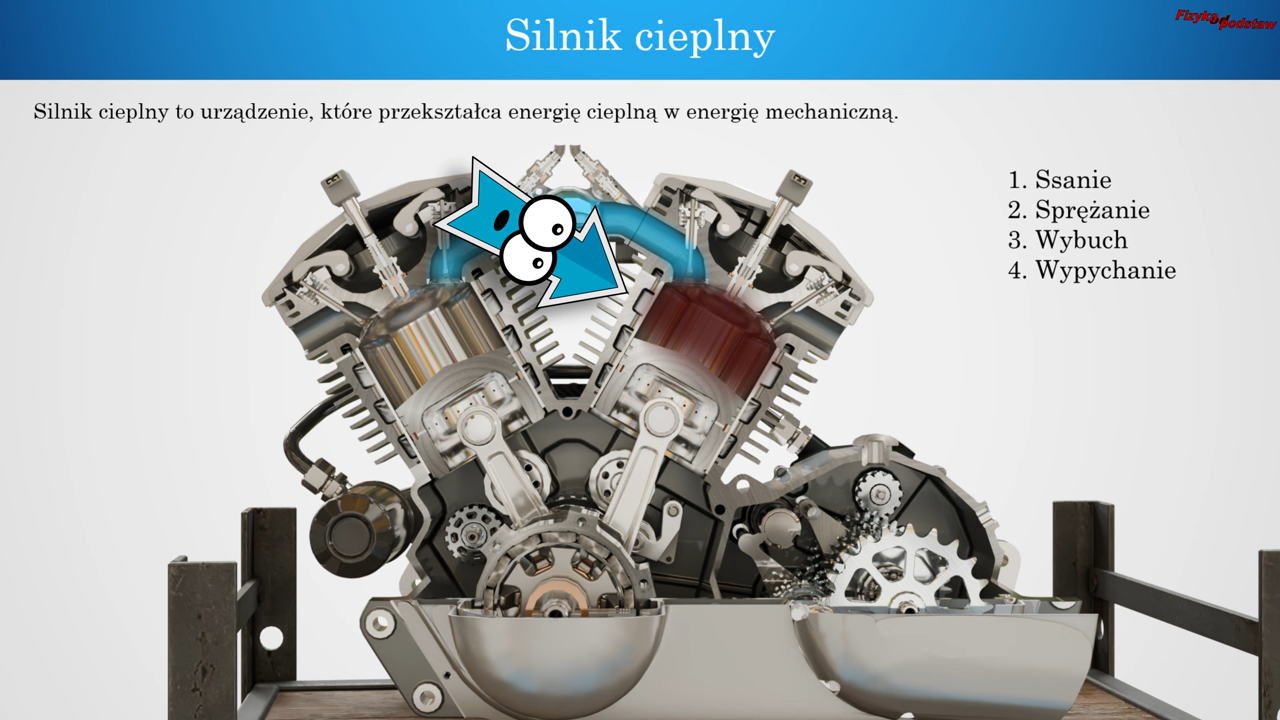 Silnik cieplny
Fizyka od podstaw
Silnik cieplny to urządzenie, które przekształca energię cieplną w energię mechaniczną.
1. Ssanie
2. Sprężanie
3. Wybuch
4. Wypychanie